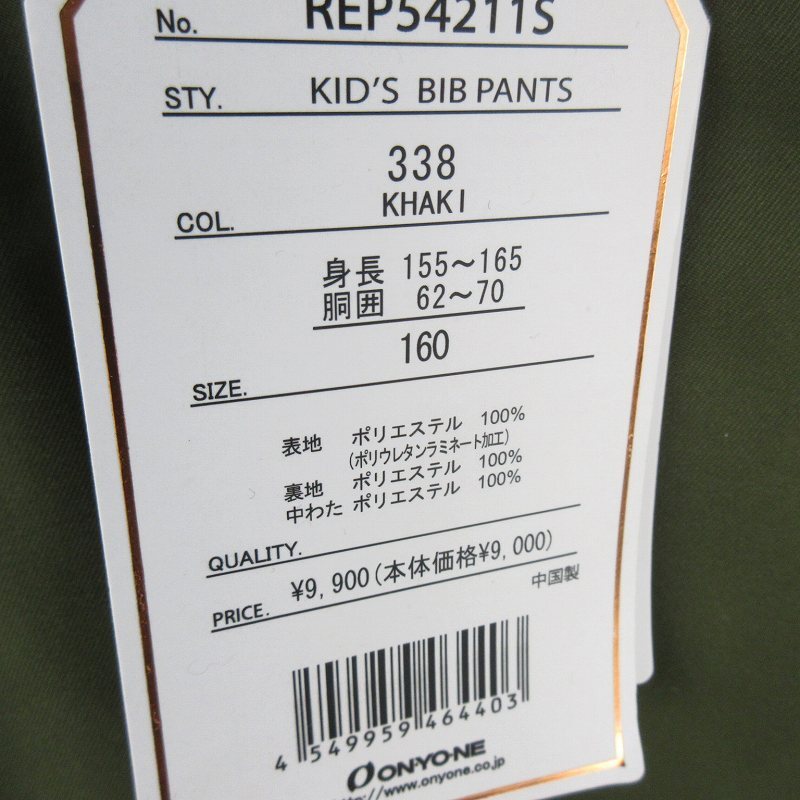 No. REP54211S
STY. KID'S BIB PANTS
338
COL. KHAKI
身長 155～165
胴囲 62～70
160
SIZE.
表地 ポリエステル 100%
(ポリウレタンラミネート加工)
裏地 ポリエステル 100%
中わた ポリエステル 100%
QUALITY.
PRICE. ¥9,900(本体価格¥9,000)
中国製
4 549959 464403
ONYONE
http://www.onyone.co.jp